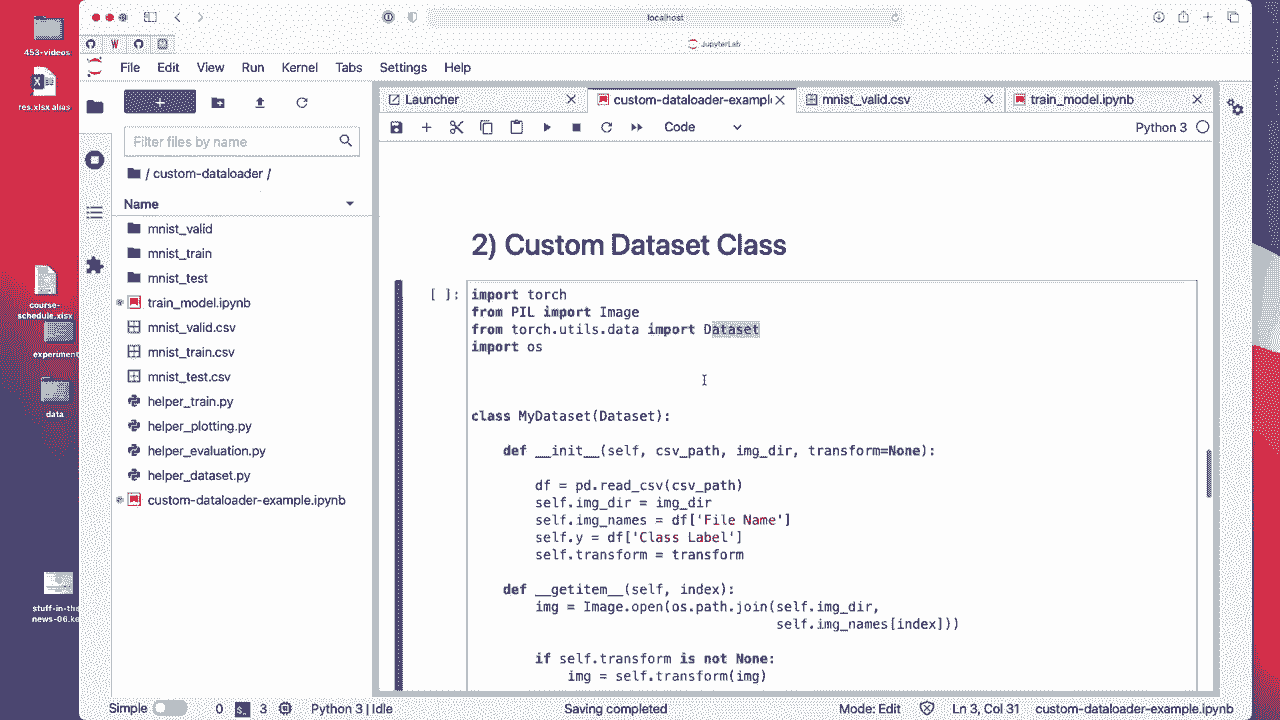 453-videos
res.xlsx alias
course-
schedule.xlsx
experiment
data
stuff-in-the
news-06.ke
localhost
JupyterLab
File Edit View Run Kernel Tabs Settings Help
Filter files by name
/ custom-dataloader /
Name
mnist_valid
mnist_train
mnist_test
train_model.ipynb
mnist_valid.csv
mnist_train.csv
mnist_test.csv
helper_train.py
helper_plotting.py
helper_evaluation.py
helper_dataset.py
custom-dataloader-example.ipynb
Launcher
custom-dataloader-exampl
mnist_valid.csv
train_model.ipynb
Code
Python 3
2) Custom Dataset Class
[ ]:
import torch
from PIL import Image
from torch.utils.data import Dataset
import os
class MyDataset(Dataset):
def __init__(self, csv_path, img_dir, transform=None):
df = pd.read_csv(csv_path)
self.img_dir = img_dir
self.img_names = df['File Name']
self.y = df['Class Label']
self.transform = transform
def __getitem__(self, index):
img = Image.open(os.path.join(self.img_dir,
self.img_names[index]))
if self.transform is not None:
img = self.transform(img)
Simple 0 3 Python 3 | Idle Saving completed Mode: Edit Ln 3, Col 31 custom-dataloader-example.ipynb